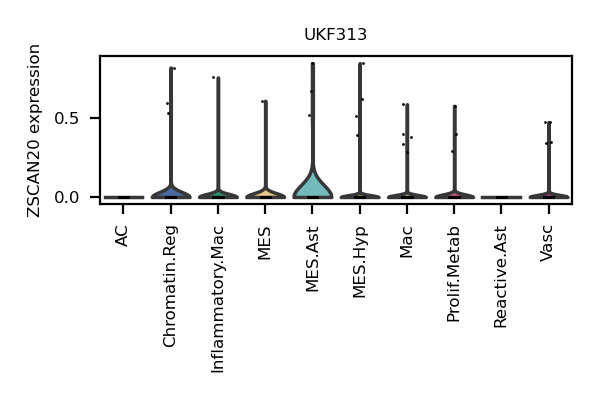 UKF313
ZSCAN20 expression
0.5
0.0
AC
Chromatin.Reg
Inflammatory.Mac
MES
MES.Ast
MES.Hyp
Mac
Prolif.Metab
Reactive.Ast
Vasc